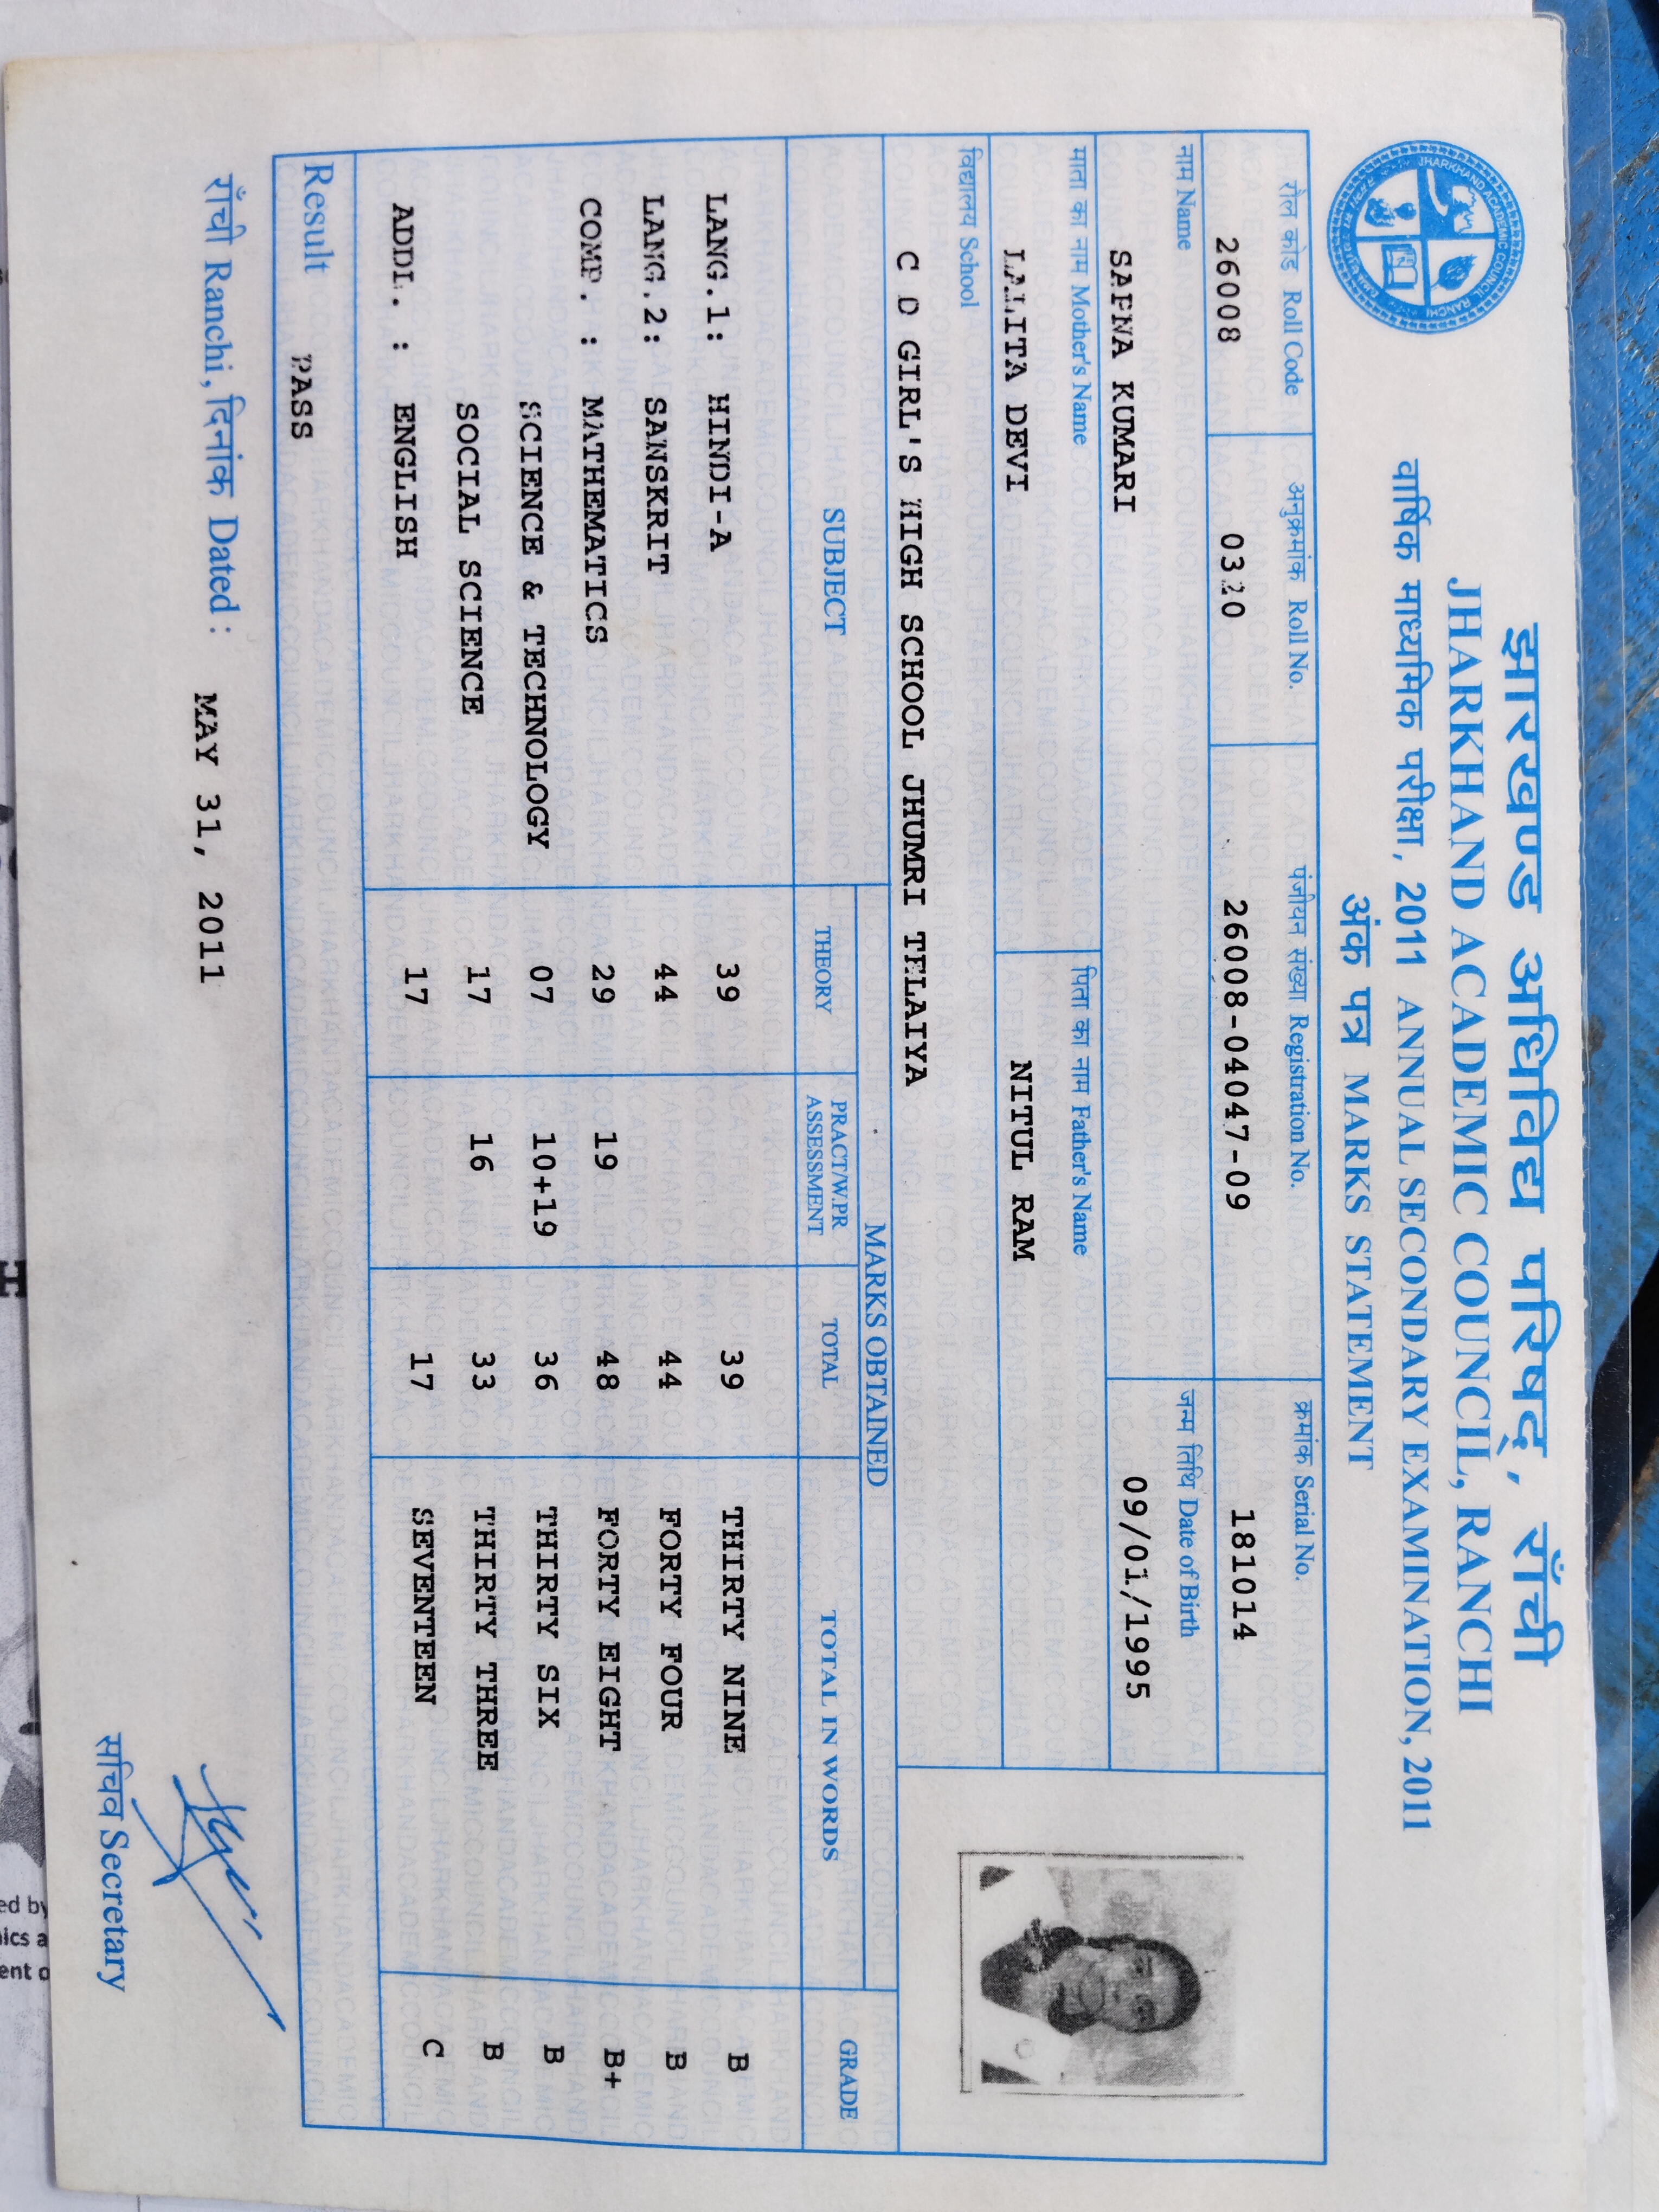 झारखण्ड अधिविद्य परिषद्, राँची
JHARKHAND ACADEMIC COUNCIL, RANCHI
वार्षिक माध्यमिक परीक्षा, 2011 ANNUAL SECONDARY EXAMINATION, 2011
अंक पत्र MARKS STATEMENT
JHARKHAND ACADEMIC COUNCIL RANCHI
रौल कोड Roll Code अनुक्रमांक Roll No. पंजीयन संख्या Registration No. क्रमांक Serial No.
26008 0320 26008-04047-09 181014
नाम Name जन्म तिथि Date of Birth
SAPNA KUMARI 09/01/1995
माता का नाम Mother's Name पिता का नाम Father's Name
LALITA DEVI NITUL RAM
विद्यालय School
C D GIRL'S HIGH SCHOOL JHUMRI TELAIYA
SUBJECT MARKS OBTAINED GRADE
THEORY PRACT/W.PR ASSESSMENT TOTAL TOTAL IN WORDS
LANG.1: HINDI-A 39 39 THIRTY NINE B
LANG.2: SANSKRIT 44 44 FORTY FOUR B
COMP. : MATHEMATICS 29 19 48 FORTY EIGHT B+
SCIENCE & TECHNOLOGY 07 10+19 36 THIRTY SIX B
SOCIAL SCIENCE 17 16 33 THIRTY THREE B
ADDL. : ENGLISH 17 17 SEVENTEEN C
Result PASS
राँची Ranchi, दिनांक Dated : MAY 31, 2011
सचिव Secretary